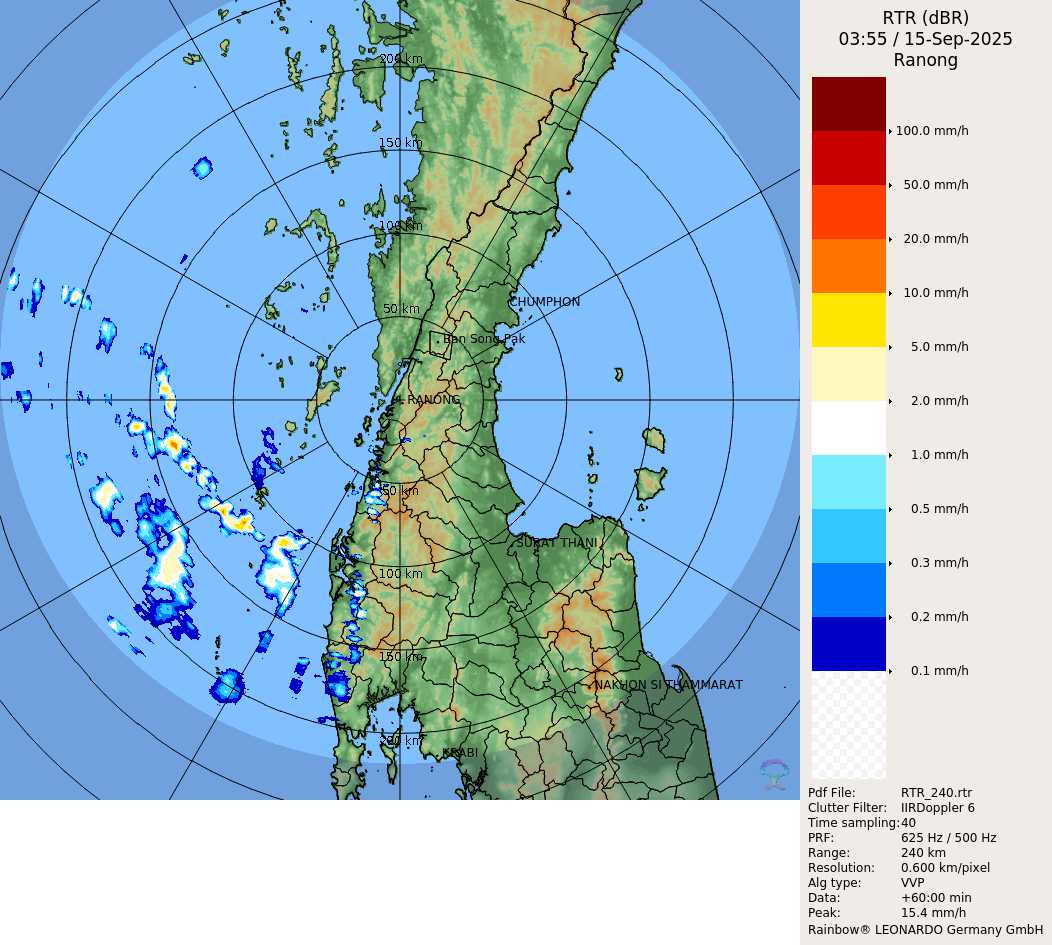 RTR (dBR)
03:55 / 15-Sep-2025
Ranong
200 km
150 km
100 km
50 km
CHUMPHON
Ban Song Pak
RANONG
50 km
SURAT THANI
100 km
150 km
NAKHON SI THAMMARAT
200 km
KRABI
100.0 mm/h
50.0 mm/h
20.0 mm/h
10.0 mm/h
5.0 mm/h
2.0 mm/h
1.0 mm/h
0.5 mm/h
0.3 mm/h
0.2 mm/h
0.1 mm/h
Pdf File: RTR_240.rtr
Clutter Filter: IIRDoppler 6
Time sampling:40
PRF: 625 Hz / 500 Hz
Range: 240 km
Resolution: 0.600 km/pixel
Alg type: VVP
Data: +60:00 min
Peak: 15.4 mm/h
Rainbow® LEONARDO Germany GmbH